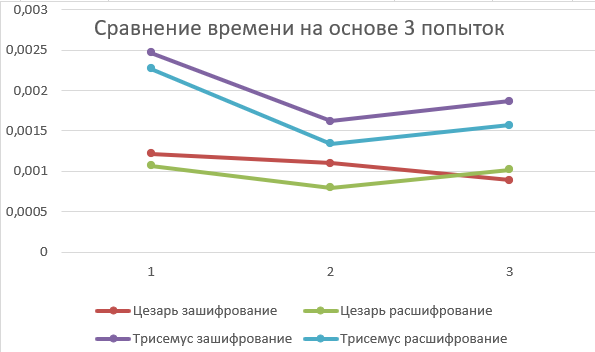 Сравнение времени на основе 3 попыток
0,003
0,0025
0,002
0,0015
0,001
0,0005
0
1 2 3
Цезарь зашифрование Цезарь расшифрование
Трисемус зашифрование Трисемус расшифрование